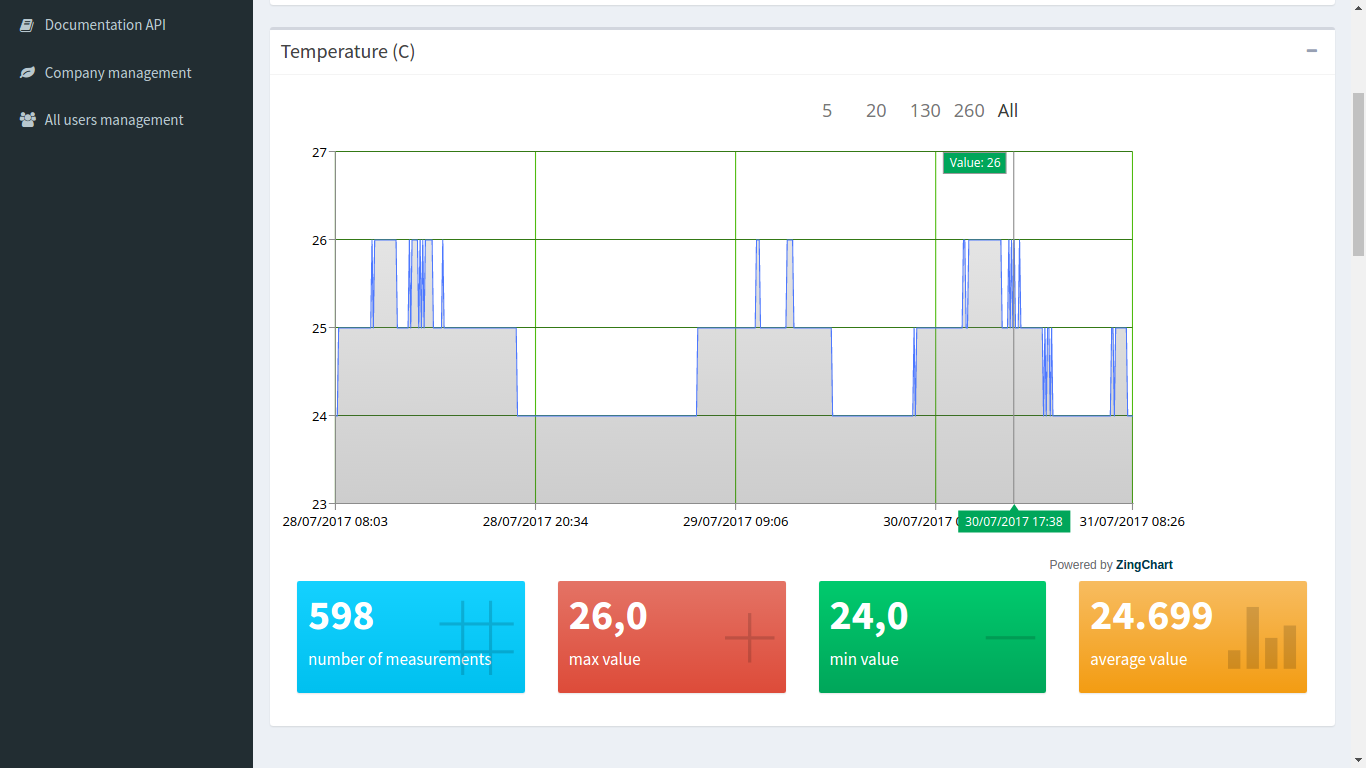 Documentation API
Company management
All users management
Temperature (C)
5 20 130 260 All
27
Value: 26
26
25
24
23
28/07/2017 08:03 28/07/2017 20:34 29/07/2017 09:06 30/07/2017 30/07/2017 17:38 31/07/2017 08:26
Powered by ZingChart
598
number of measurements
26,0
max value
24,0
min value
24.699
average value